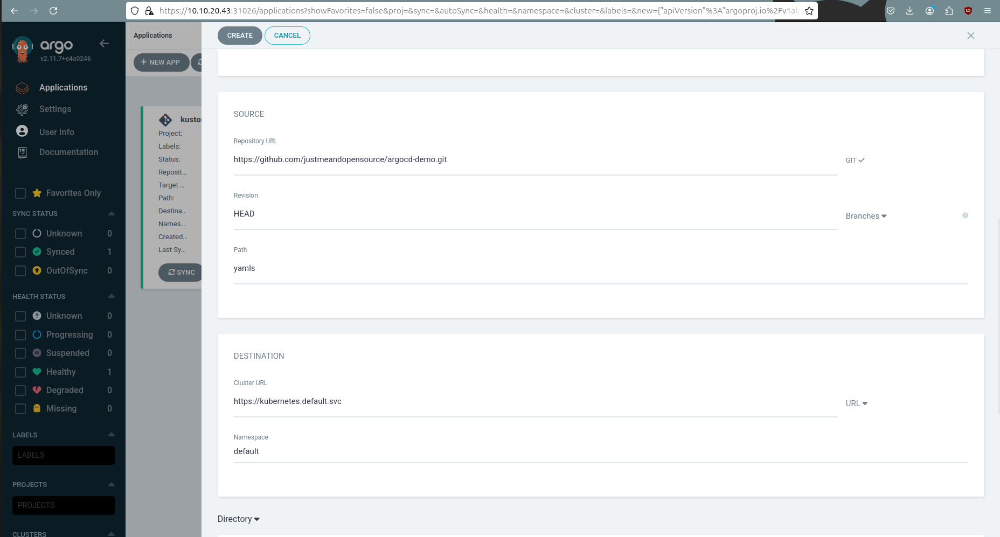 https://10.10.20.43:31026/applications?showFavorites=false&proj=&sync=&autoSync=&health=&namespace=&cluster=&labels=&new={"apiVersion"%3A"argoproj.io%2Fv1alp
argo
v2.11.7+e4a0246
Applications
Settings
User Info
Documentation
Favorites Only
SYNC STATUS
Unknown 0
Synced 1
OutOfSync 0
HEALTH STATUS
Unknown 0
Progressing 0
Suspended 0
Healthy 1
Degraded 0
Missing 0
LABELS
LABELS
PROJECTS
PROJECTS
CLUSTERS
Applications
+ NEW APP
kustom
Project:
Labels:
Status:
Reposit...
Target ...
Path:
Destina...
Names...
Created...
Last Sy...
SYNC
CREATE CANCEL
SOURCE
Repository URL
https://github.com/justmeandopensource/argocd-demo.git
GIT
Revision
HEAD
Branches
Path
yamls
DESTINATION
Cluster URL
https://kubernetes.default.svc
URL
Namespace
default
Directory